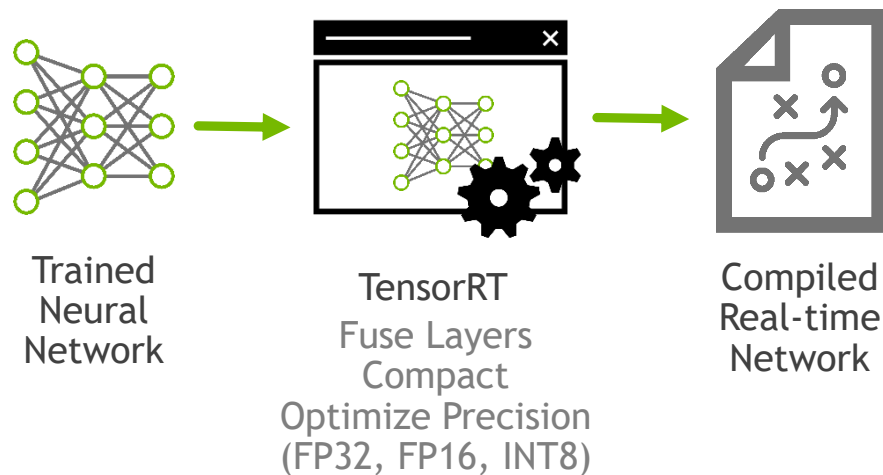 Trained
Neural
Network
TensorRT
Fuse Layers
Compact
Optimize Precision
(FP32, FP16, INT8)
Compiled
Real-time
Network